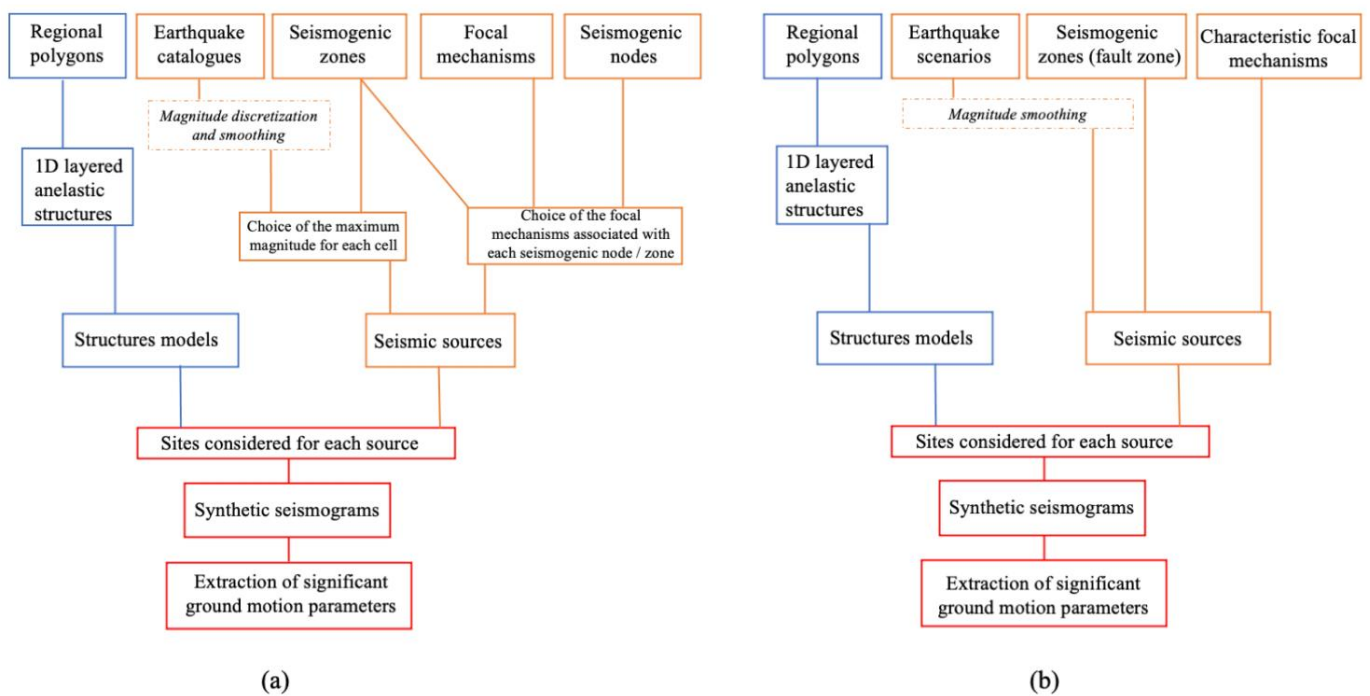 Regional
polygons
Earthquake
catalogues
Seismogenic
zones
Focal
mechanisms
Seismogenic
nodes
Magnitude discretization
and smoothing
1D layered
anelastic
structures
Choice of the maximum
magnitude for each cell
Choice of the focal
mechanisms associated with
each seismogenic node / zone
Structures models
Seismic sources
Sites considered for each source
Synthetic seismograms
Extraction of significant
ground motion parameters
(a)
Regional
polygons
Earthquake
scenarios
Seismogenic
zones (fault zone)
Characteristic focal
mechanisms
Magnitude smoothing
1D layered
anelastic
structures
Structures models
Seismic sources
Sites considered for each source
Synthetic seismograms
Extraction of significant
ground motion parameters
(b)